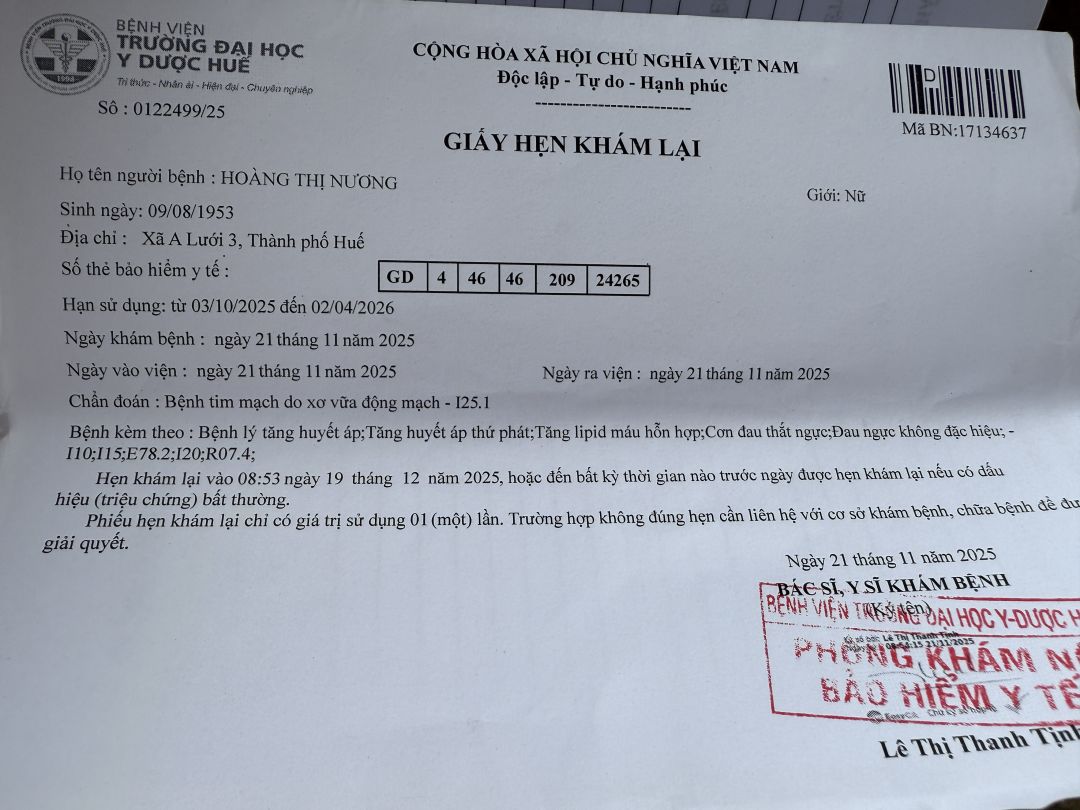 BỆNH VIỆN
TRƯỜNG ĐẠI HỌC
Y DƯỢC HUẾ
Tri thức - Nhân ái - Hiện đại - Chuyên nghiệp
Số : 0122499/25
CỘNG HÒA XÃ HỘI CHỦ NGHĨA VIỆT NAM
Độc lập - Tự do - Hạnh phúc
-------------------------
DH
Mã BN:17134637
GIẤY HẸN KHÁM LẠI
Họ tên người bệnh : HOÀNG THỊ NƯƠNG
Giới: Nữ
Sinh ngày: 09/08/1953
Địa chỉ : Xã A Lưới 3, Thành phố Huế
Số thẻ bảo hiểm y tế : GD 4 46 46 209 24265
Hạn sử dụng: từ 03/10/2025 đến 02/04/2026
Ngày khám bệnh : ngày 21 tháng 11 năm 2025
Ngày vào viện : ngày 21 tháng 11 năm 2025 Ngày ra viện : ngày 21 tháng 11 năm 2025
Chẩn đoán : Bệnh tim mạch do xơ vữa động mạch - I25.1
Bệnh kèm theo : Bệnh lý tăng huyết áp;Tăng huyết áp thứ phát;Tăng lipid máu hỗn hợp;Cơn đau thắt ngực;Đau ngực không đặc hiệu; -
I10;I15;E78.2;I20;R07.4;
Hẹn khám lại vào 08:53 ngày 19 tháng 12 năm 2025, hoặc đến bất kỳ thời gian nào trước ngày được hẹn khám lại nếu có dấu
hiệu (triệu chứng) bất thường.
Phiếu hẹn khám lại chỉ có giá trị sử dụng 01 (một) lần. Trường hợp không đúng hẹn cần liên hệ với cơ sở khám bệnh, chữa bệnh để đư
giải quyết.
Ngày 21 tháng 11 năm 2025
BÁC SĨ, Y SĨ KHÁM BỆNH
(Ký tên)
BỆNH VIỆN TRƯỜNG ĐẠI HỌC Y-DƯỢC H
Lê Thị Thanh Tịnh
08:54:15 21/11/2025
PHÒNG KHÁM
BẢO HIỂM Y TẾ
EasyCA
Lê Thị Thanh Tịnh